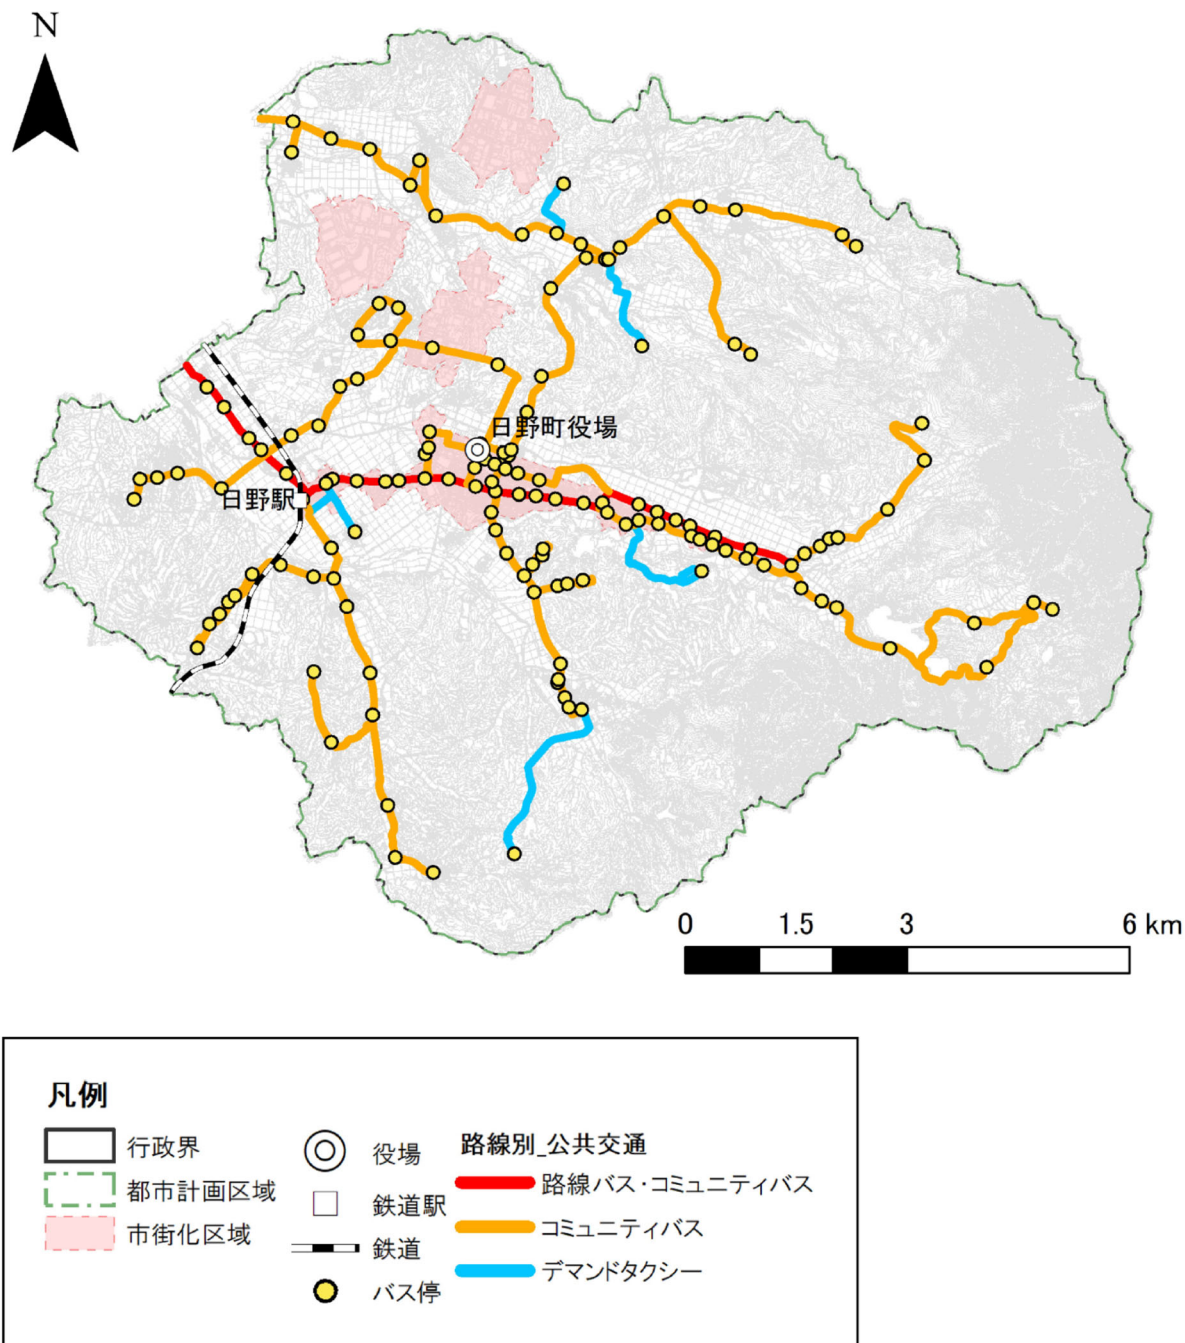 N
日野町役場
日野駅
0 1.5 3 6 km
凡例
行政界
都市計画区域
市街化区域
役場
鉄道駅
鉄道
バス停
路線別_公共交通
路線バス・コミュニティバス
コミュニティバス
デマンドタクシー